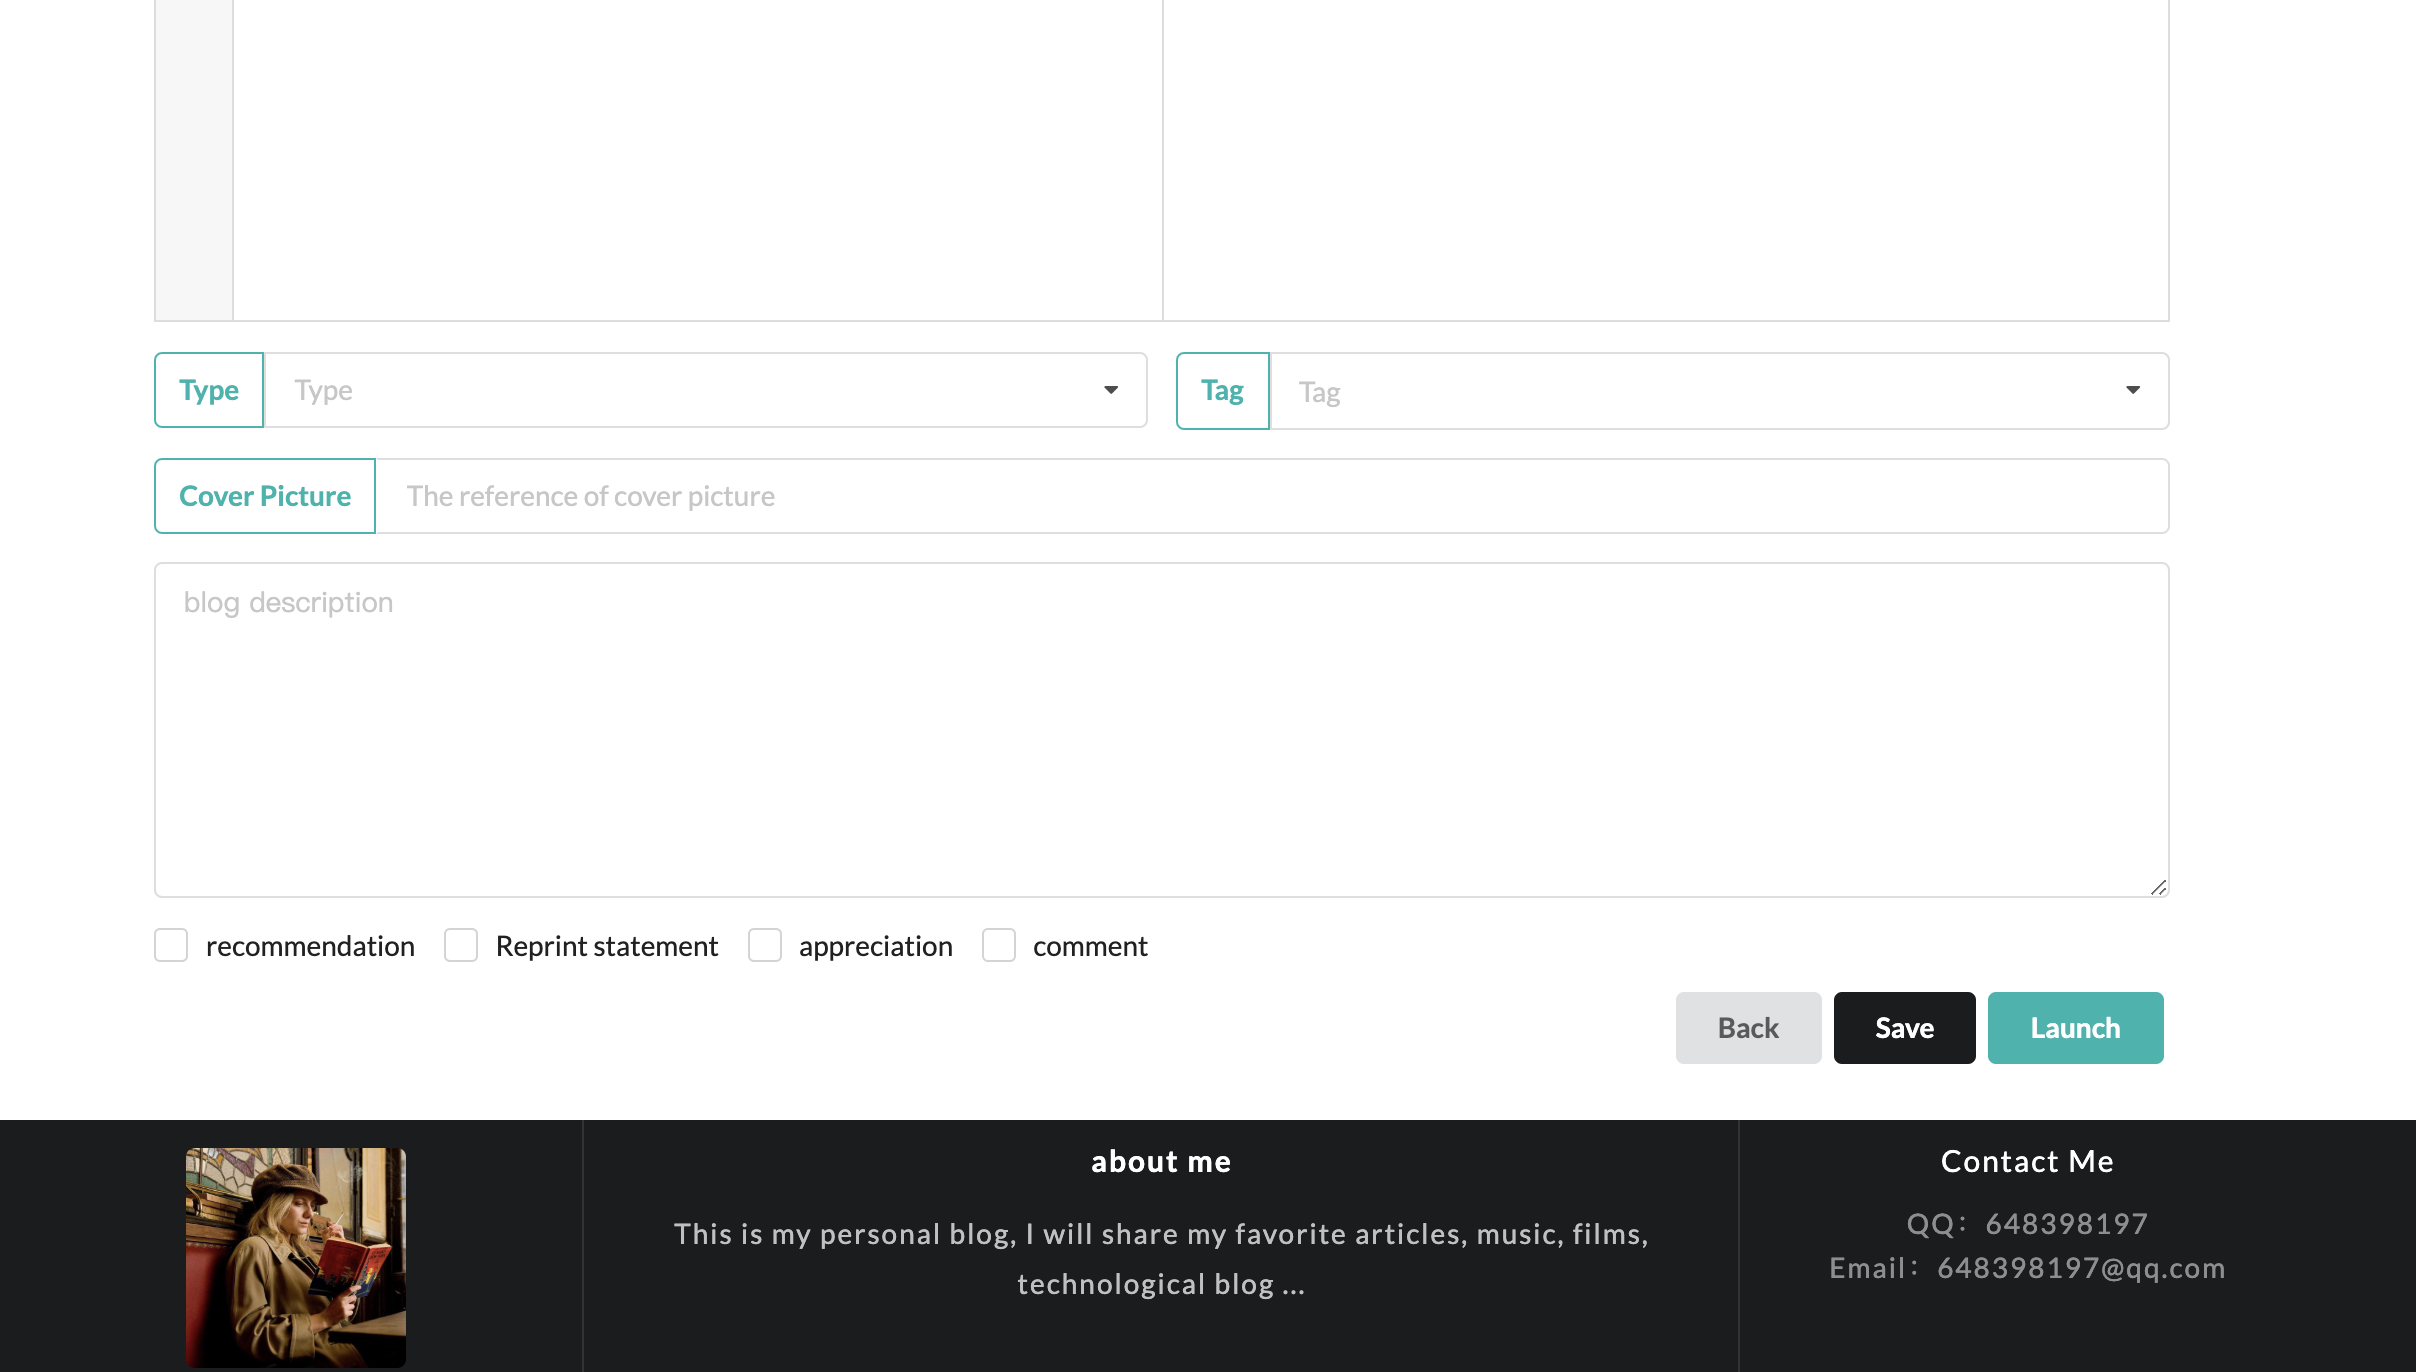 Type Type Tag Tag
Cover Picture The reference of cover picture
blog description
recommendation Reprint statement appreciation comment
Back Save Launch
about me
This is my personal blog, I will share my favorite articles, music, films,
technological blog ...
Contact Me
QQ：648398197
Email：648398197@qq.com